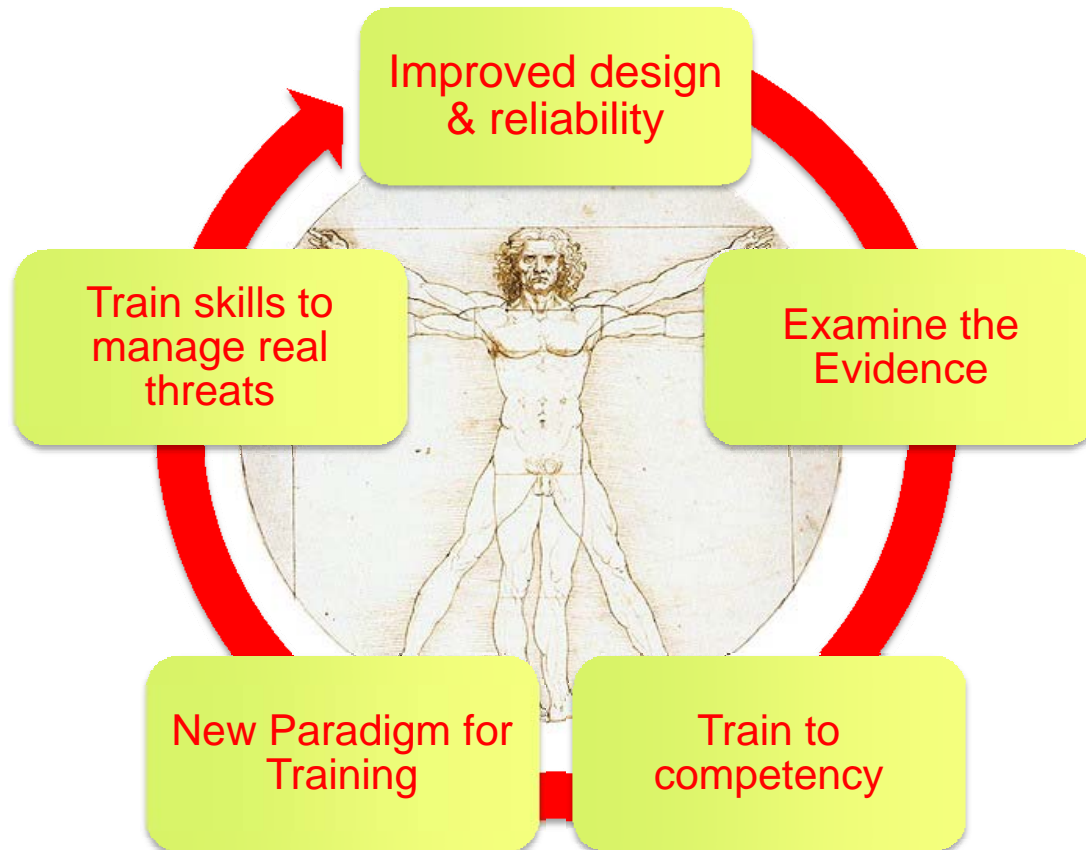 Improved design
& reliability
Examine the
Evidence
Train to
competency
New Paradigm for
Training
Train skills to
manage real
threats